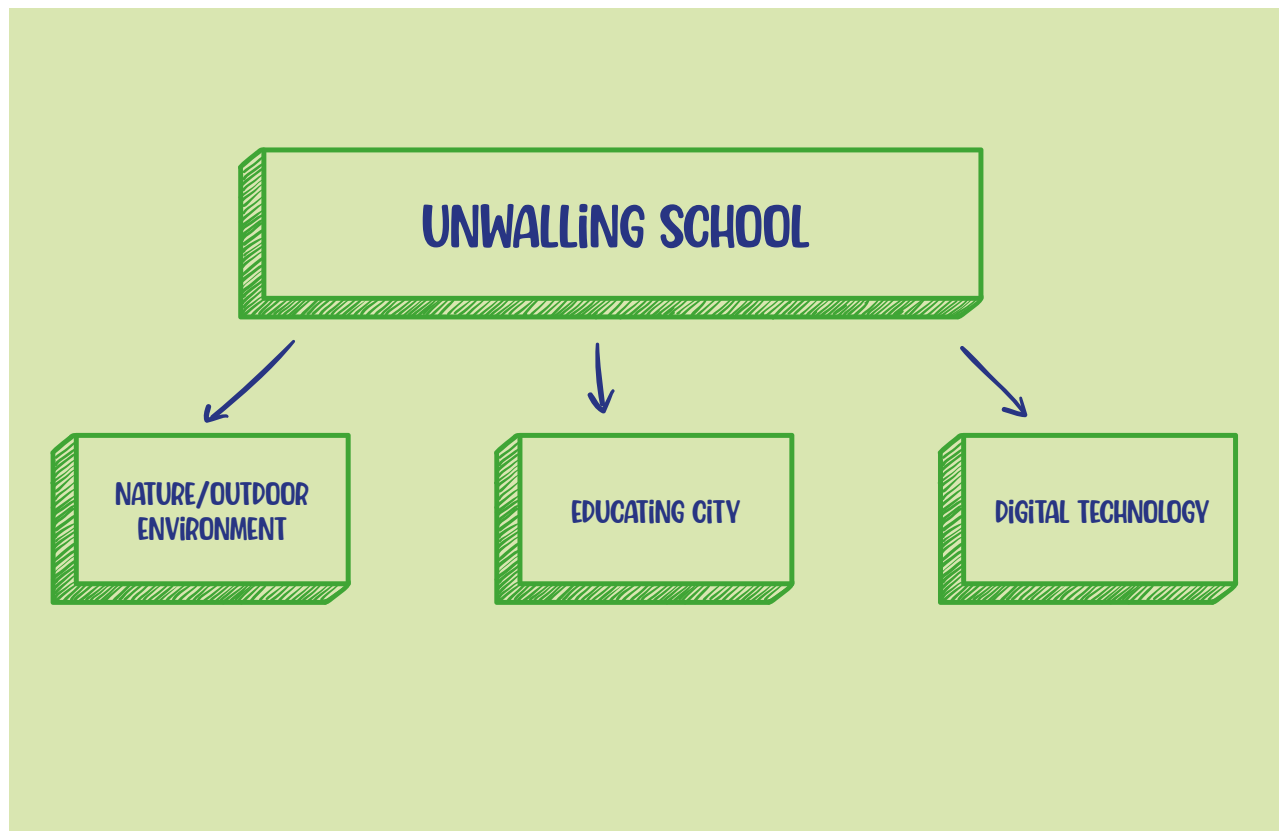 UNWALLiNG SCHOOL
NATURE/OUTDOOR
ENViRONMENT
EDUCATiNG CiTY
DiGiTAL TECHNOLOGY